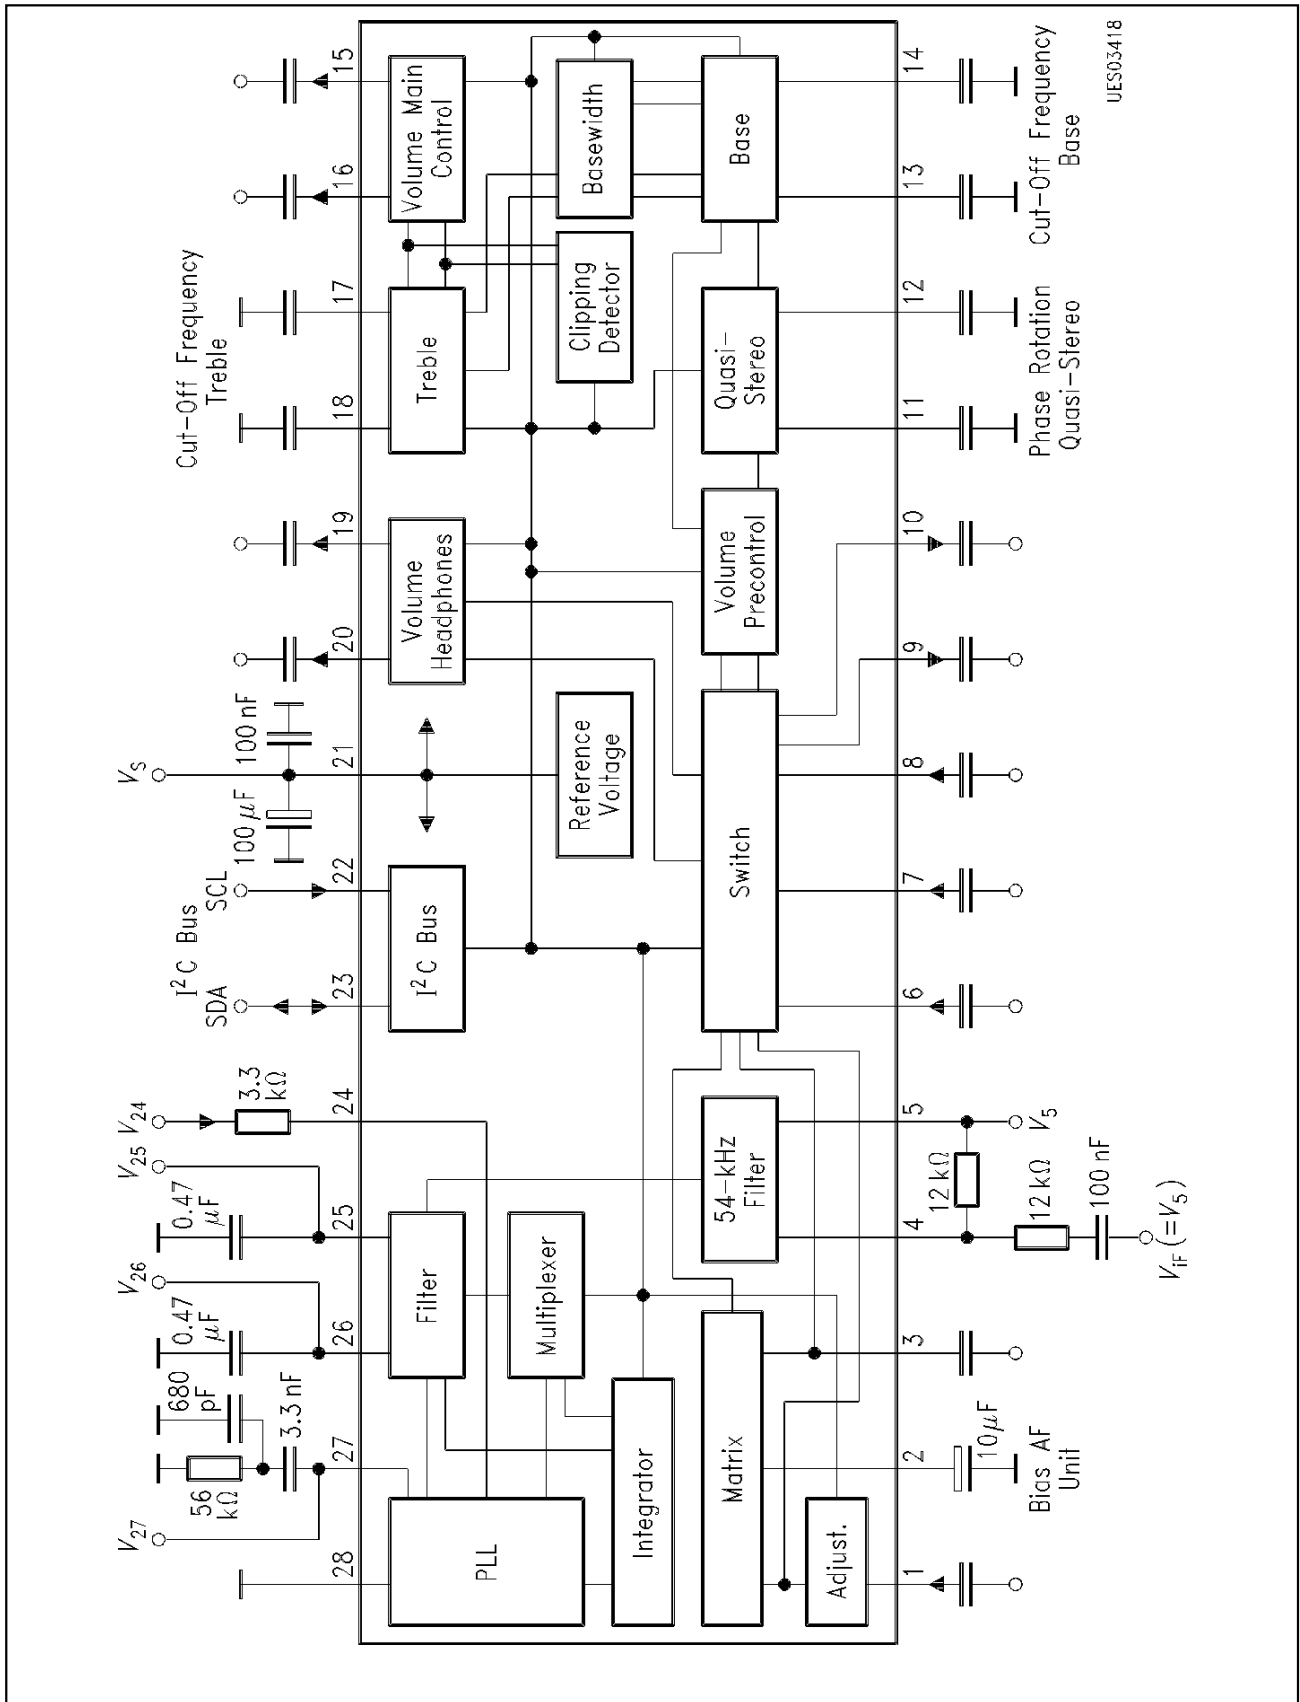 V27
56
kΩ
680
pF
3.3 nF
V26
0.47
µF
V25
0.47
µF
V24
3.3
kΩ
I²C Bus
SDA
SCL
VS
100 µF
100 nF
Cut-Off Frequency
Treble
28
27
26
25
24
23
22
21
20
19
18
17
16
15
PLL
Filter
I²C Bus
Volume
Headphones
Treble
Volume Main
Control
Multiplexer
Integrator
Reference
Voltage
Clipping
Detector
Basewidth
Matrix
54-kHz
Filter
Switch
Volume
Precontrol
Quasi-
Stereo
Base
Adjust.
1
2
3
4
5
6
7
8
9
10
11
12
13
14
10 µF
Bias AF
Unit
12 kΩ
12 kΩ
100 nF
V5
ViF (=V5)
Phase Rotation
Quasi-Stereo
Cut-Off Frequency
Base
UES03418